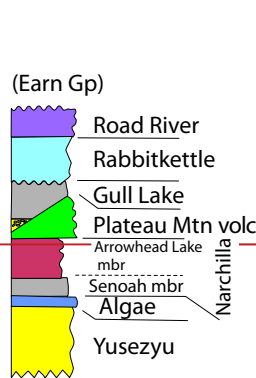 (Earn Gp)
Road River
Rabbitkettle
Gull Lake
Plateau Mtn volc
Arrowhead Lake
mbr
Senoah mbr
Narchilla
Algae
Yusezyu